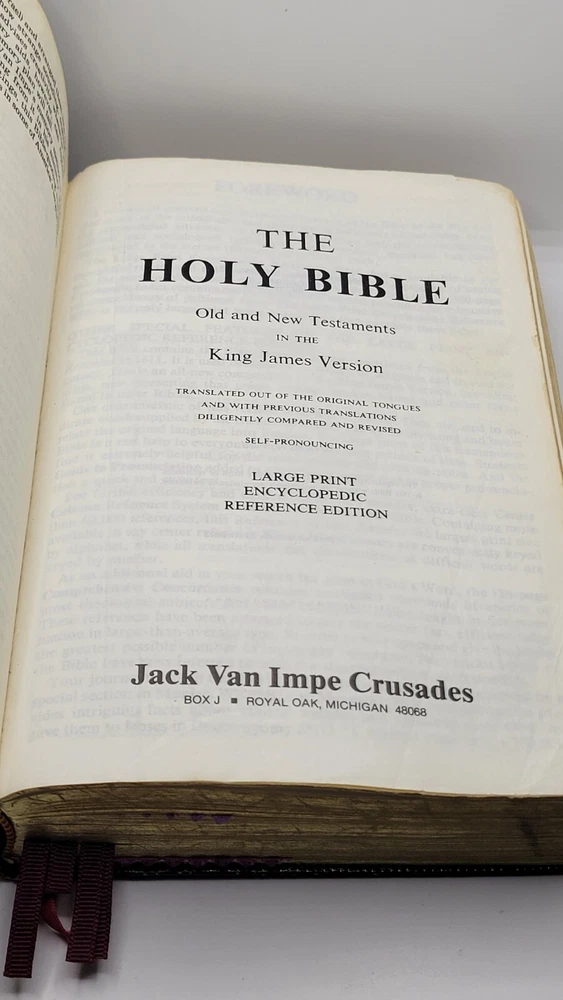 THE
HOLY BIBLE
Old and New Testaments
IN THE
King James Version
TRANSLATED OUT OF THE ORIGINAL TONGUES
AND WITH PREVIOUS TRANSLATIONS
DILIGENTLY COMPARED AND REVISED
SELF-PRONOUNCING
LARGE PRINT
ENCYCLOPEDIC
REFERENCE EDITION
Jack Van Impe Crusades
BOX J ■ ROYAL OAK, MICHIGAN 48068